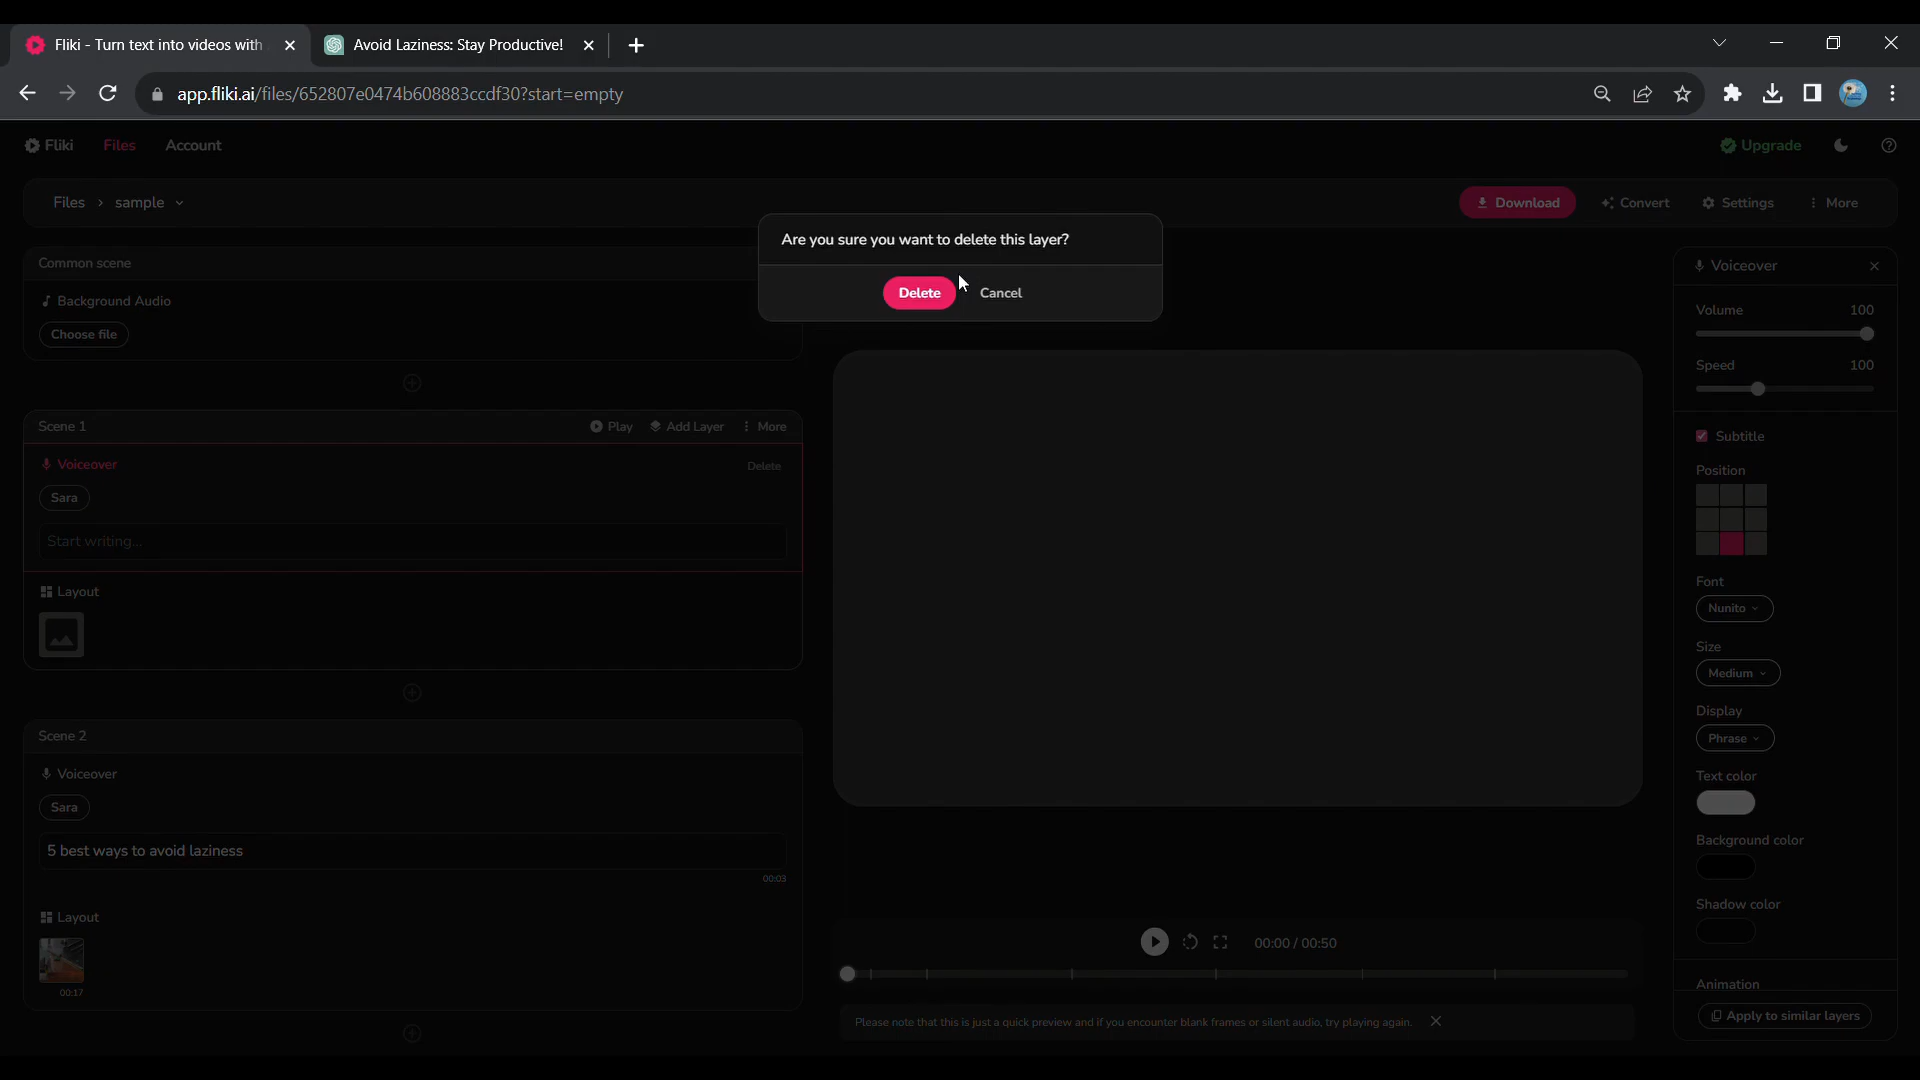 Fliki - Turn text into videos with
Avoid Laziness: Stay Productive!
app.fliki.ai/files/652807e0474b608883ccdf30?start=empty
Fliki
Files
Account
Upgrade
Files > sample
Download
Convert
Settings
More
Are you sure you want to delete this layer?
Delete
Cancel
Common scene
Background Audio
Choose file
Scene 1
Play
Add Layer
More
Voiceover
Delete
Sara
Start writing...
Layout
Scene 2
Voiceover
Sara
5 best ways to avoid laziness
00:03
Layout
00:17
00:00 / 00:50
Please note that this is just a quick preview and if you encounter blank frames or silent audio, try playing again.
Voiceover
Volume 100
Speed 100
Subtitle
Position
Font
Nunito
Size
Medium
Display
Phrase
Text color
Background color
Shadow color
Animation
Apply to similar layers